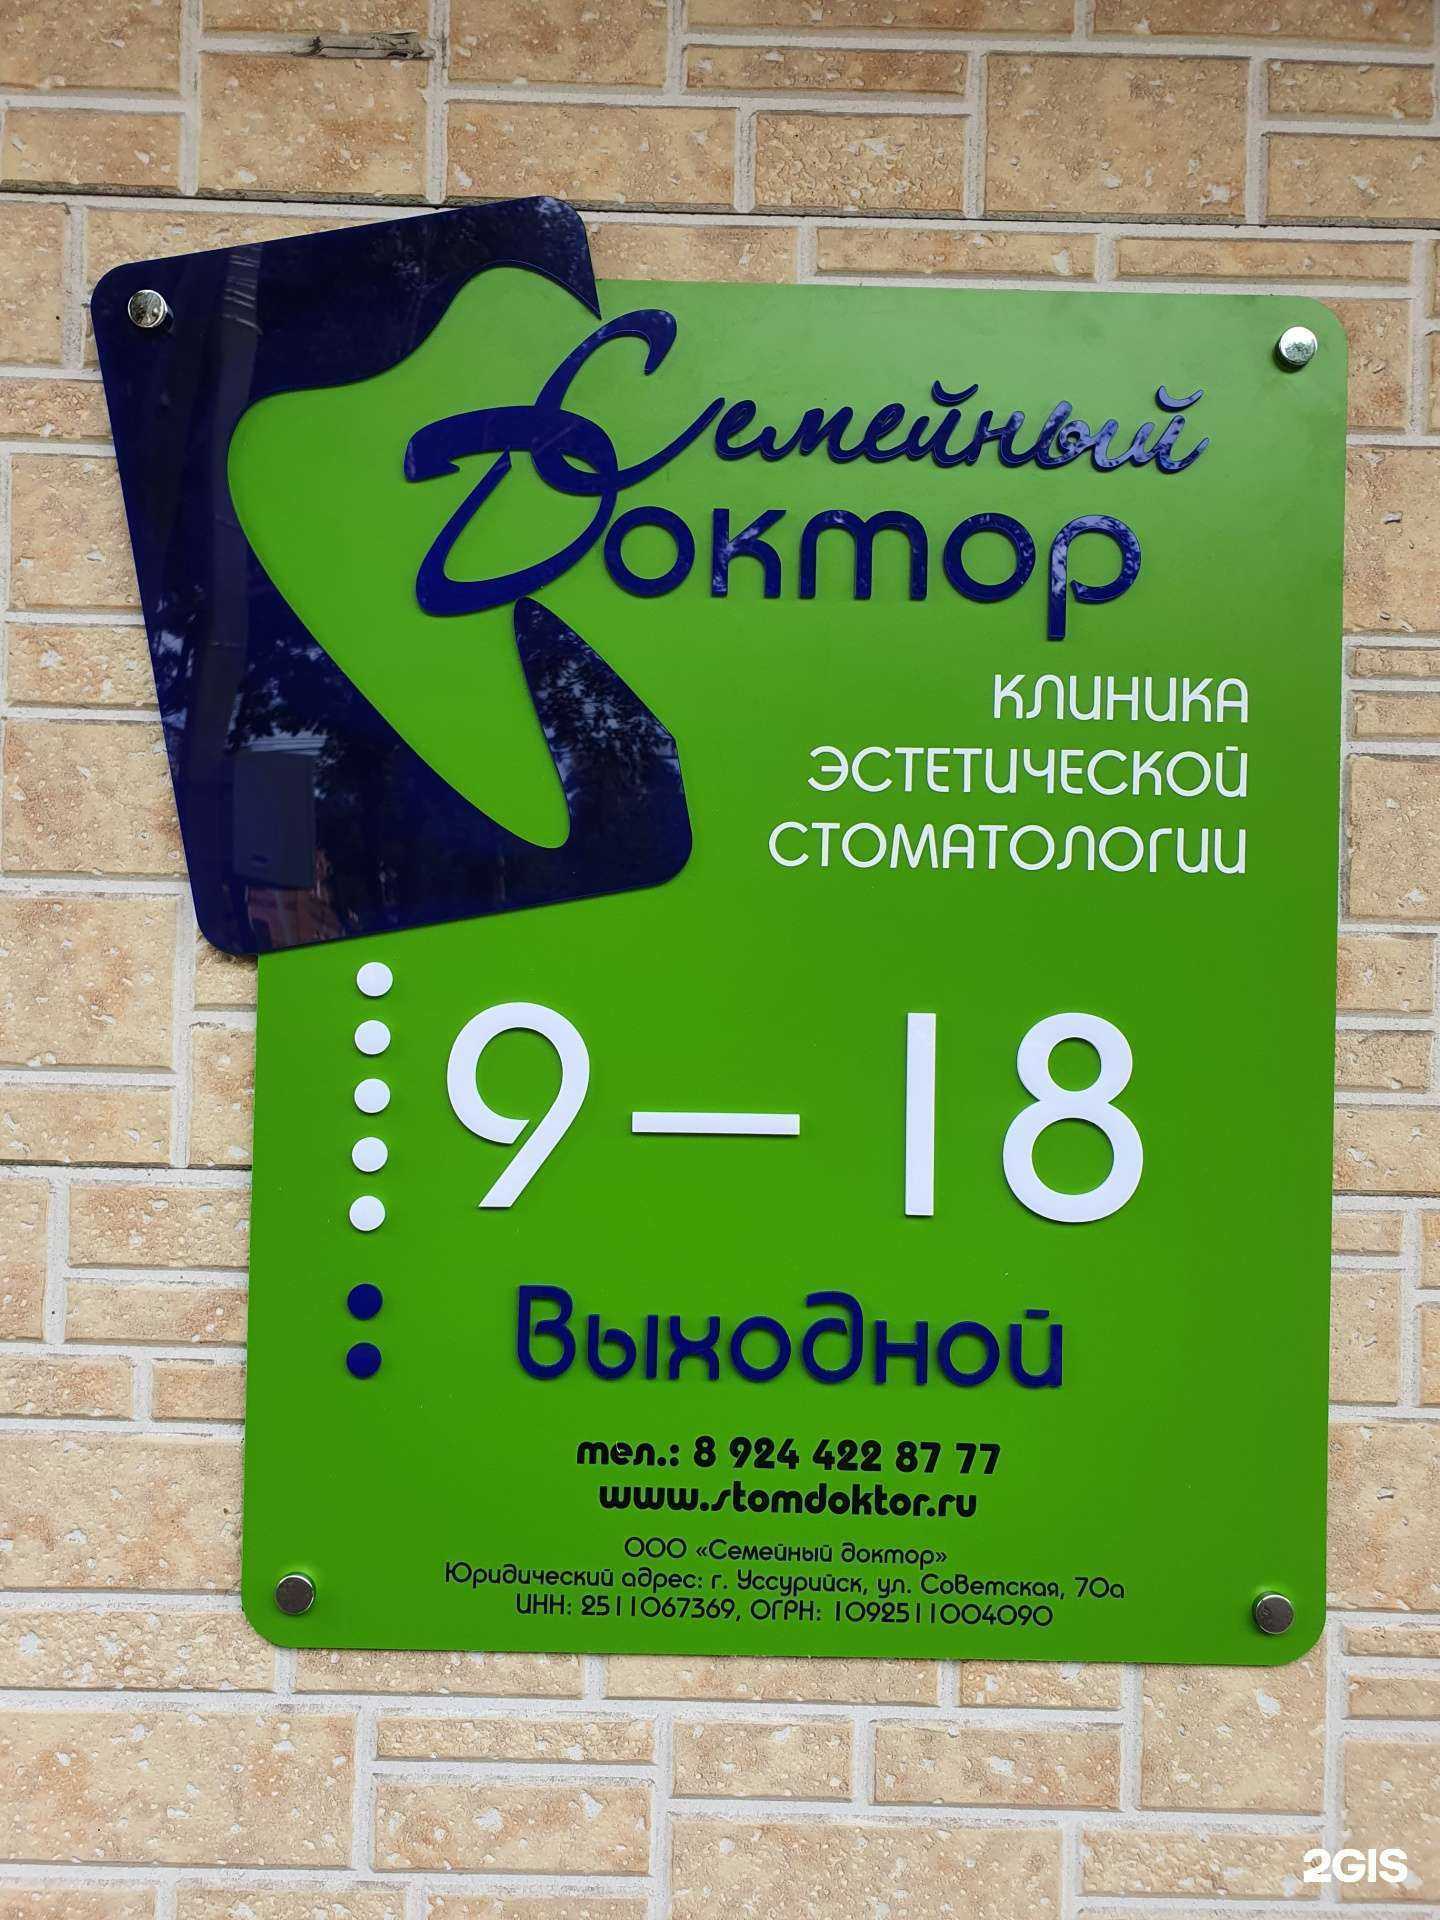 Семейный
Доктор
КЛИНИКА
ЭСТЕТИЧЕСКОЙ
СТОМАТОЛОГИИ
9—18
Выходной
тел.: 8 924 422 87 77
www.stomdoktor.ru
ООО «Семейный доктор»
Юридический адрес: г. Уссурийск, ул. Советская, 70а
ИНН: 2511067369, ОГРН: 1092511004090
2GIS